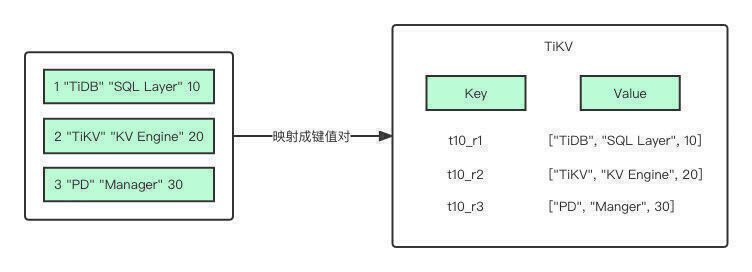 1 "TiDB" "SQL Layer" 10
2 "TiKV" "KV Engine" 20
3 "PD" "Manager" 30
映射成键值对
TiKV
Key Value
t10_r1 ["TiDB", "SQL Layer", 10]
t10_r2 ["TiKV", "KV Engine", 20]
t10_r3 ["PD", "Manger", 30]